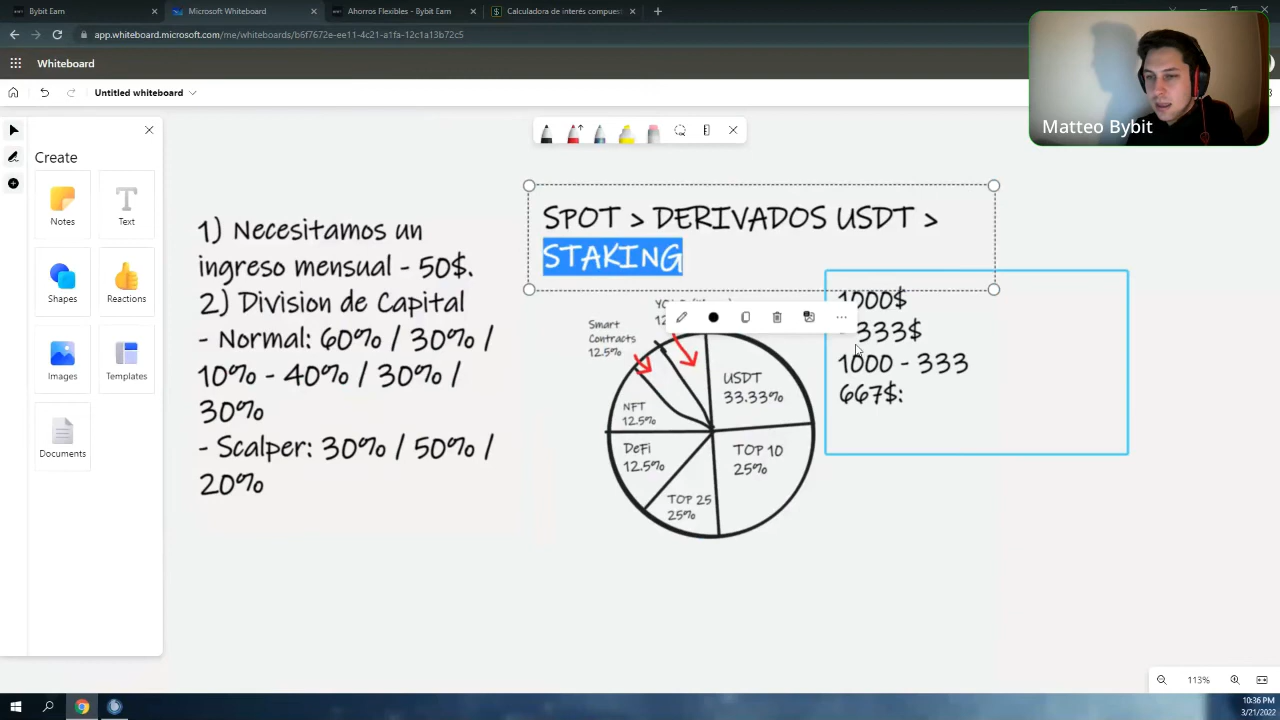 Bybit Earn
Microsoft Whiteboard
Ahorros Flexibles - Bybit Earn
Calculadora de interés compues
app.whiteboard.microsoft.com/me/whiteboards/b6f7672e-ee11-4c21-a1fa-12c1a13b72c5
Whiteboard
Untitled whiteboard
Matteo Bybit
Create
Notes
Text
Shapes
Reactions
Images
Templates
Documents
1) Necesitamos un
ingreso mensual - 50$.
2) Division de Capital
- Normal: 60% / 30% /
10% - 40% / 30% /
30%
- Scalper: 30% / 50% /
20%
SPOT > DERIVADOS USDT >
STAKING
Smart
Contracts
12.5%
USDT
33.33%
NFT
12.5%
DeFi
12.5%
TOP 10
25%
TOP 25
25%
1000$
- 333$
1000 - 333
667$:
113%
10:36 PM
3/21/2022